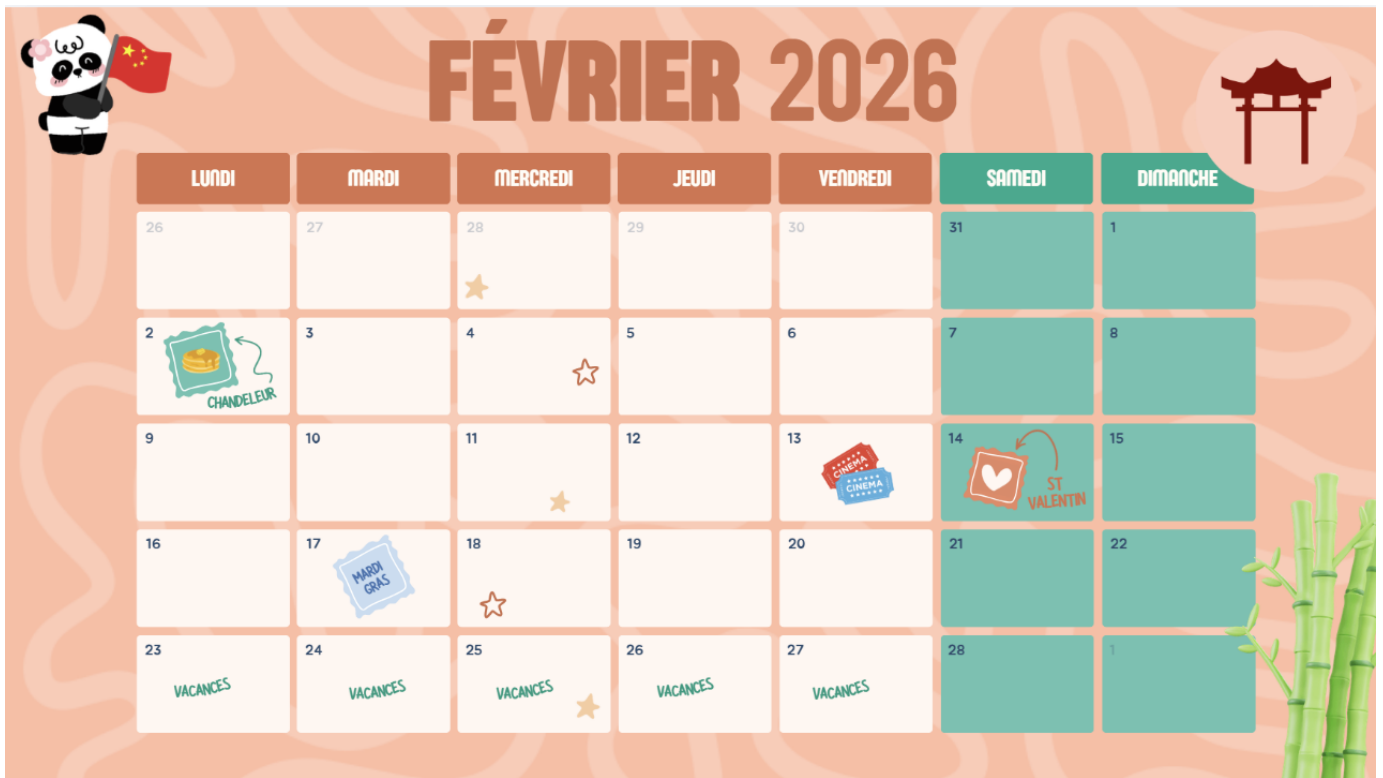 FÉVRIER 2026
LUNDI MARDI MERCREDI JEUDI VENDREDI SAMEDI DIMANCHE
26 27 28 29 30 31 1
2 3 4 5 6 7 8
CHANDELEUR
9 10 11 12 13 14 15
CINEMA
CINEMA
ST
VALENTIN
16 17 18 19 20 21 22
MARDI
GRAS
23 24 25 26 27 28 1
VACANCES VACANCES VACANCES VACANCES VACANCES